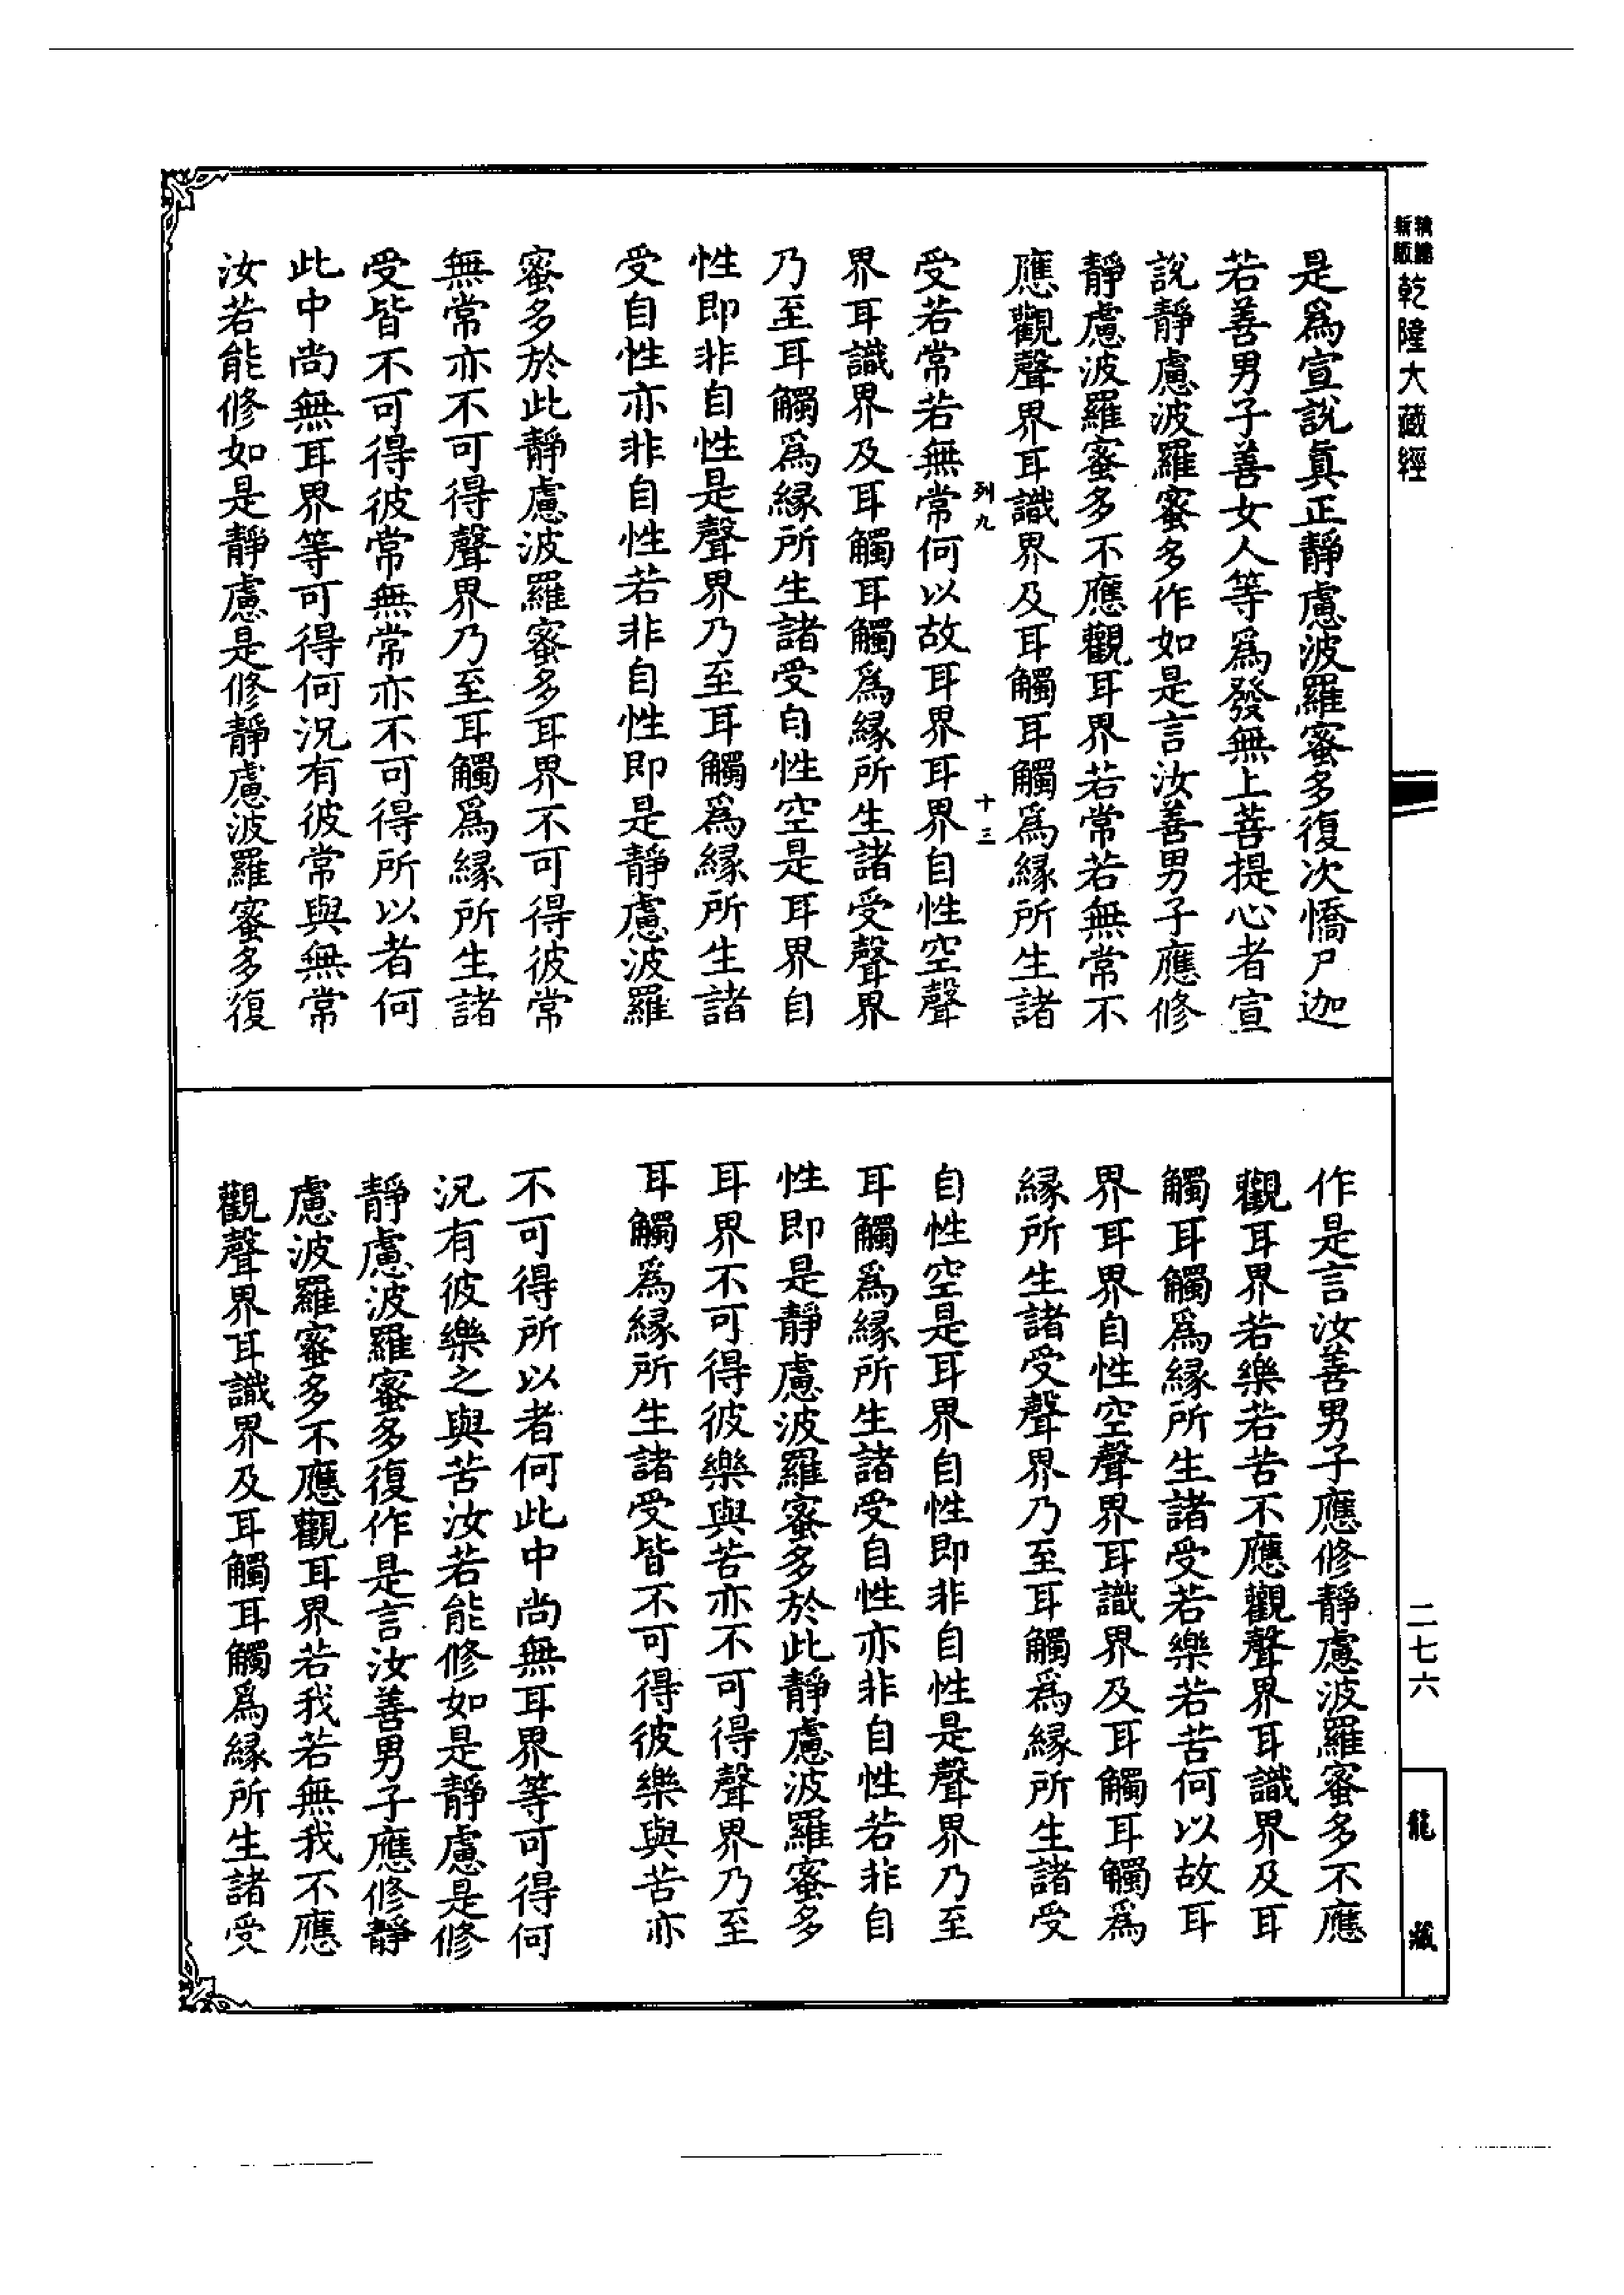 新版
乾隆大藏經
是爲宣說真正靜慮波羅蜜多復次憍尸迦
若善男子善女人等爲發無上菩提心者宣
說靜慮波羅蜜多作如是言汝善男子應修
靜慮波羅蜜多不應觀耳界若常若無常不
應觀聲界耳識界及耳觸耳觸爲緣所生諸
列九
十三
受若常若無常何以故耳界耳界自性空聲
界耳識界及耳觸耳觸爲緣所生諸受聲界
乃至耳觸爲緣所生諸受自性空是耳界自
性即非自性是聲界乃至耳觸爲緣所生諸
受自性亦非自性若非自性即是靜慮波羅
蜜多於此靜慮波羅蜜多耳界不可得彼常
無常亦不可得聲界乃至耳觸爲緣所生諸
受皆不可得彼常無常亦不可得所以者何
此中尚無耳界等可得何況有彼常與無常
汝若能修如是靜慮是修靜慮波羅蜜多復
作是言汝善男子應修靜慮波羅蜜多不應
觀耳界若樂若苦不應觀聲界耳識界及耳
觸耳觸爲緣所生諸受若樂若苦何以故耳
界耳界自性空聲界耳識界及耳觸耳觸爲
緣所生諸受聲界乃至耳觸爲緣所生諸受
自性空是耳界自性即非自性是聲界乃至
耳觸爲緣所生諸受自性亦非自性若非自
性即是靜慮波羅蜜多於此靜慮波羅蜜多
耳界不可得彼樂與苦亦不可得聲界乃至
耳觸爲緣所生諸受皆不可得彼樂與苦亦
不可得所以者何此中尚無耳界等可得何
況有彼樂之與苦汝若能修如是靜慮是修
靜慮波羅蜜多復作是言汝善男子應修靜
慮波羅蜜多不應觀耳界若我若無我不應
觀聲界耳識界及耳觸耳觸爲緣所生諸受
二七六
龍藏